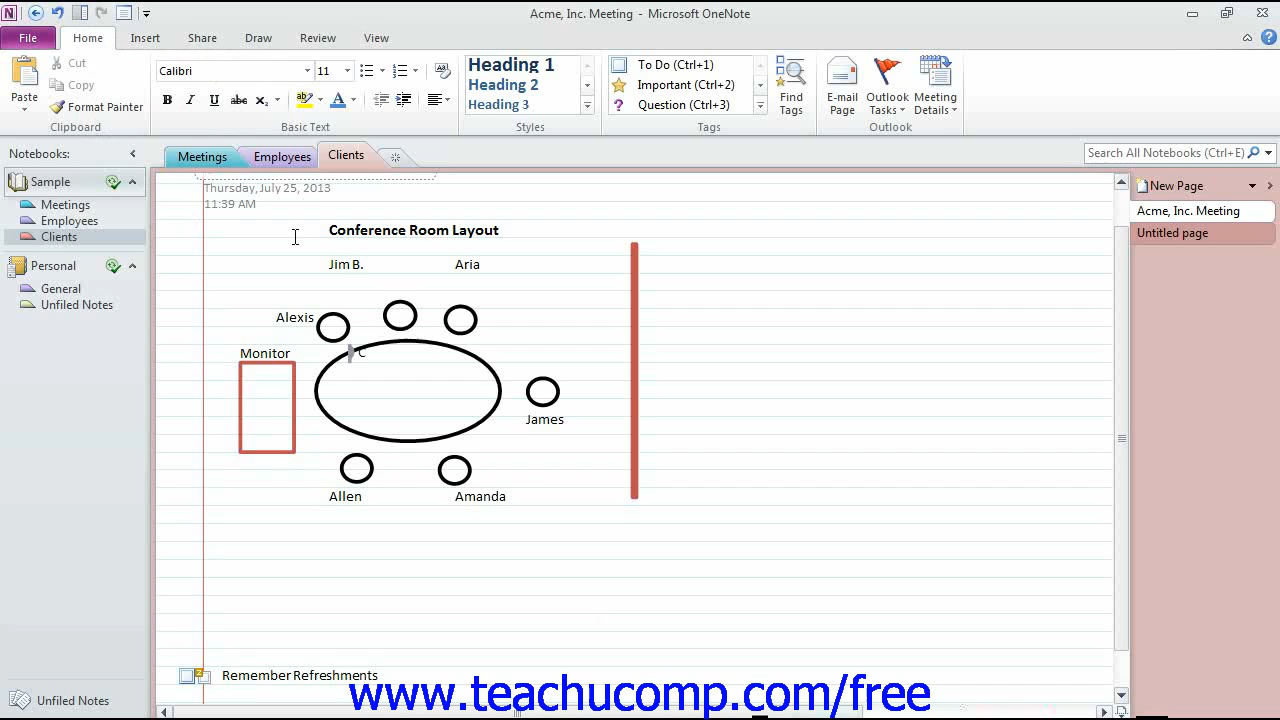 Acme, Inc. Meeting - Microsoft OneNote
File Home Insert Share Draw Review View
Paste
Cut
Copy
Format Painter
Clipboard
Calibri 11
B I U abc x₂ ab A
Basic Text
Heading 1
Heading 2
Heading 3
Styles
To Do (Ctrl+1)
Important (Ctrl+2)
Question (Ctrl+3)
Tags
Find Tags
E-mail Page
Outlook Tasks
Meeting Details
Outlook
Notebooks:
Sample
Meetings
Employees
Clients
Personal
General
Unfiled Notes
Unfiled Notes
Meetings Employees Clients
Search All Notebooks (Ctrl+E)
New Page
Acme, Inc. Meeting
Untitled page
Thursday, July 25, 2013
11:39 AM
Conference Room Layout
Jim B. Aria
Alexis
Monitor C
James
Allen Amanda
Remember Refreshments
www.teachucomp.com/free